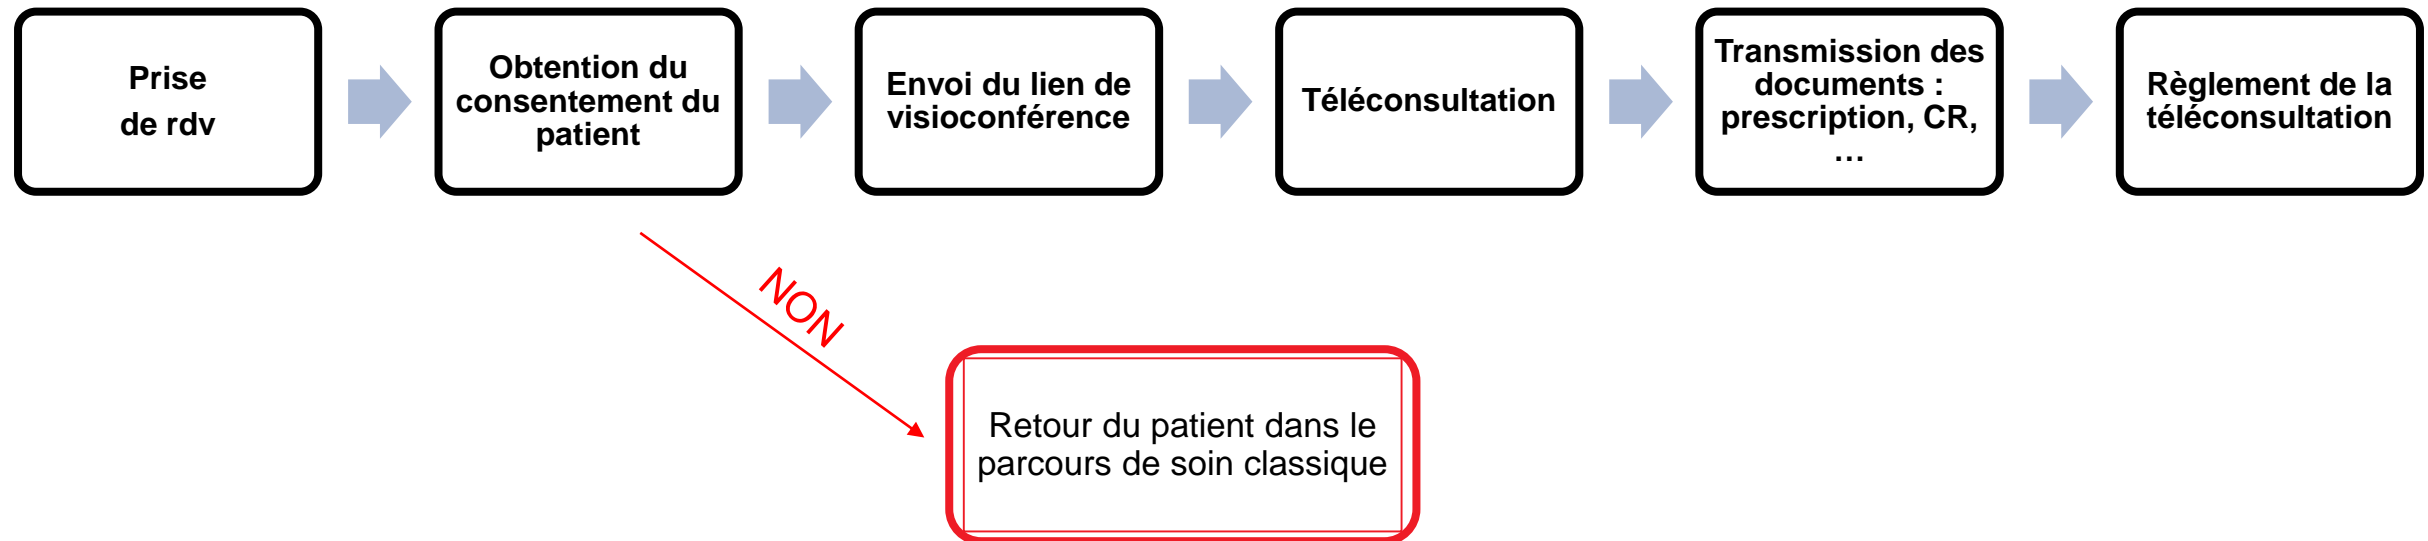 Prise
de rdv
Obtention du
consentement du
patient
Envoi du lien de
visioconférence
Téléconsultation
Transmission des
documents :
prescription, CR,
…
Règlement de la
téléconsultation
NON
Retour du patient dans le
parcours de soin classique